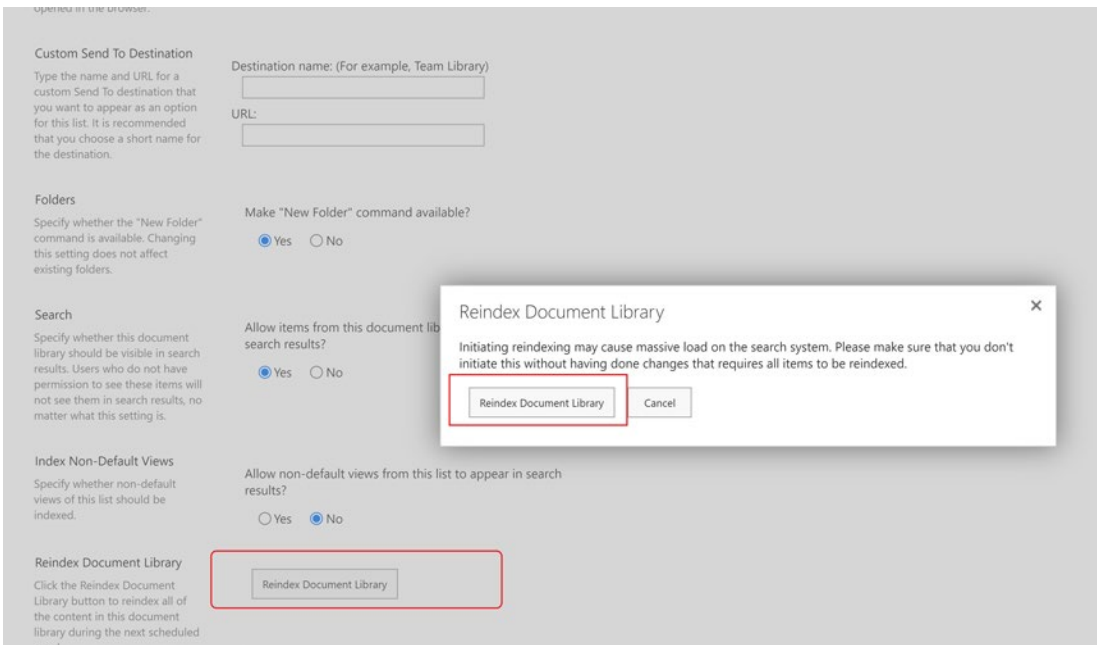 opened in the browser.
Custom Send To Destination
Type the name and URL for a
custom Send To destination that
you want to appear as an option
for this list. It is recommended
that you choose a short name for
the destination.
Destination name: (For example, Team Library)
URL:
Folders
Specify whether the "New Folder"
command is available. Changing
this setting does not affect
existing folders.
Make "New Folder" command available?
Yes No
Search
Specify whether this document
library should be visible in search
results. Users who do not have
permission to see these items will
not see them in search results, no
matter what this setting is.
Allow items from this document lib
search results?
Yes No
Reindex Document Library
Initiating reindexing may cause massive load on the search system. Please make sure that you don't
initiate this without having done changes that requires all items to be reindexed.
Reindex Document Library Cancel
Index Non-Default Views
Specify whether non-default
views of this list should be
indexed.
Allow non-default views from this list to appear in search
results?
Yes No
Reindex Document Library
Click the Reindex Document
Library button to reindex all of
the content in this document
library during the next scheduled
Reindex Document Library